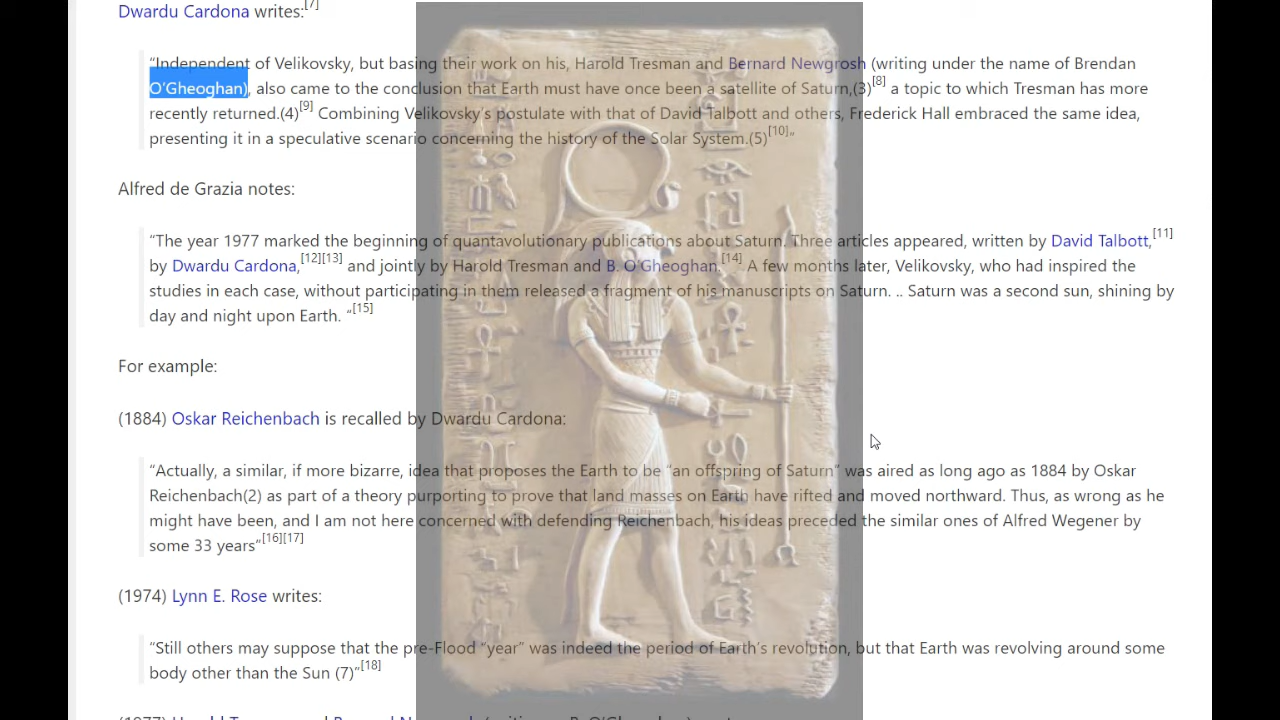 Dwardu Cardona writes:[7]
“Independent of Velikovsky, but basing their work on his, Harold Tresman and Bernard Newgrosh (writing under the name of Brendan
O’Gheoghan), also came to the conclusion that Earth must have once been a satellite of Saturn,(3)[8] a topic to which Tresman has more
recently returned.(4)[9] Combining Velikovsky’s postulate with that of David Talbott and others, Frederick Hall embraced the same idea,
presenting it in a speculative scenario concerning the history of the Solar System.(5)[10]”
Alfred de Grazia notes:
“The year 1977 marked the beginning of quantavolutionary publications about Saturn. Three articles appeared, written by David Talbott,[11]
by Dwardu Cardona,[12][13] and jointly by Harold Tresman and B. O’Gheoghan.[14] A few months later, Velikovsky, who had inspired the
studies in each case, without participating in them released a fragment of his manuscripts on Saturn. .. Saturn was a second sun, shining by
day and night upon Earth. “[15]
For example:
(1884) Oskar Reichenbach is recalled by Dwardu Cardona:
“Actually, a similar, if more bizarre, idea that proposes the Earth to be “an offspring of Saturn” was aired as long ago as 1884 by Oskar
Reichenbach(2) as part of a theory purporting to prove that land masses on Earth have rifted and moved northward. Thus, as wrong as he
might have been, and I am not here concerned with defending Reichenbach, his ideas preceded the similar ones of Alfred Wegener by
some 33 years“[16][17]
(1974) Lynn E. Rose writes:
“Still others may suppose that the pre-Flood “year” was indeed the period of Earth’s revolution, but that Earth was revolving around some
body other than the Sun (7)”[18]